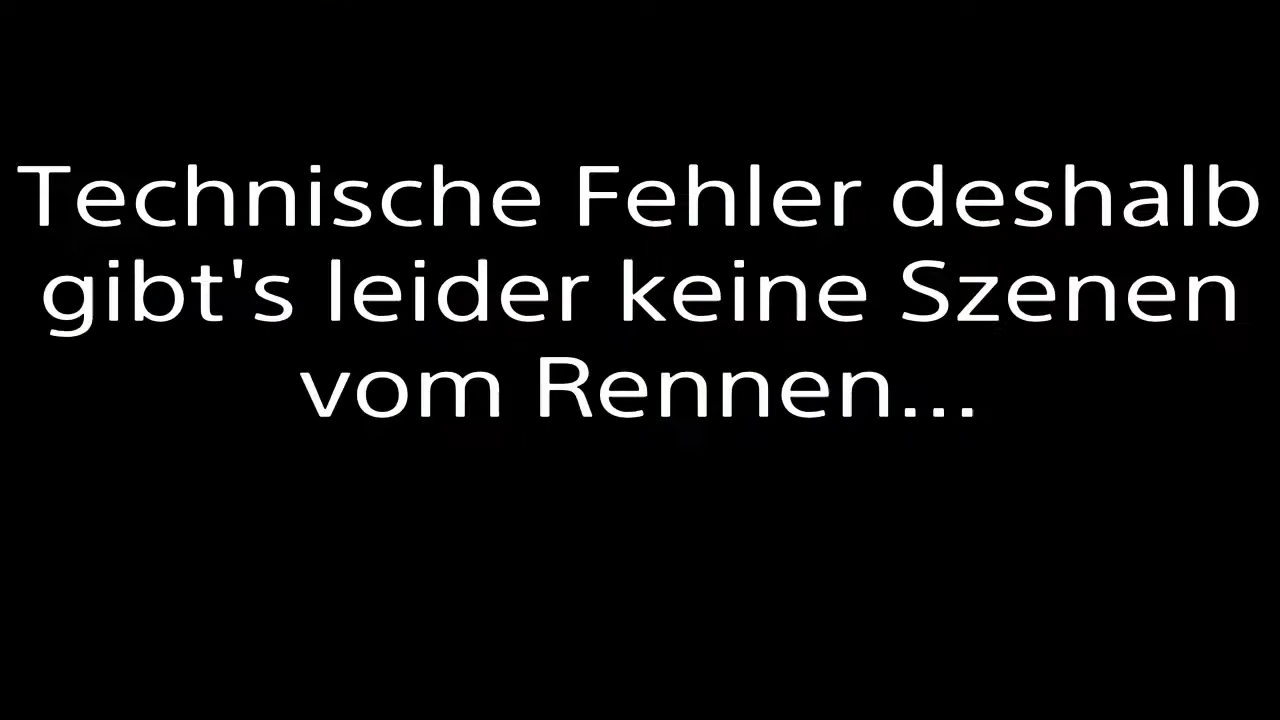 Technische Fehler deshalb
gibt's leider keine Szenen
vom Rennen...